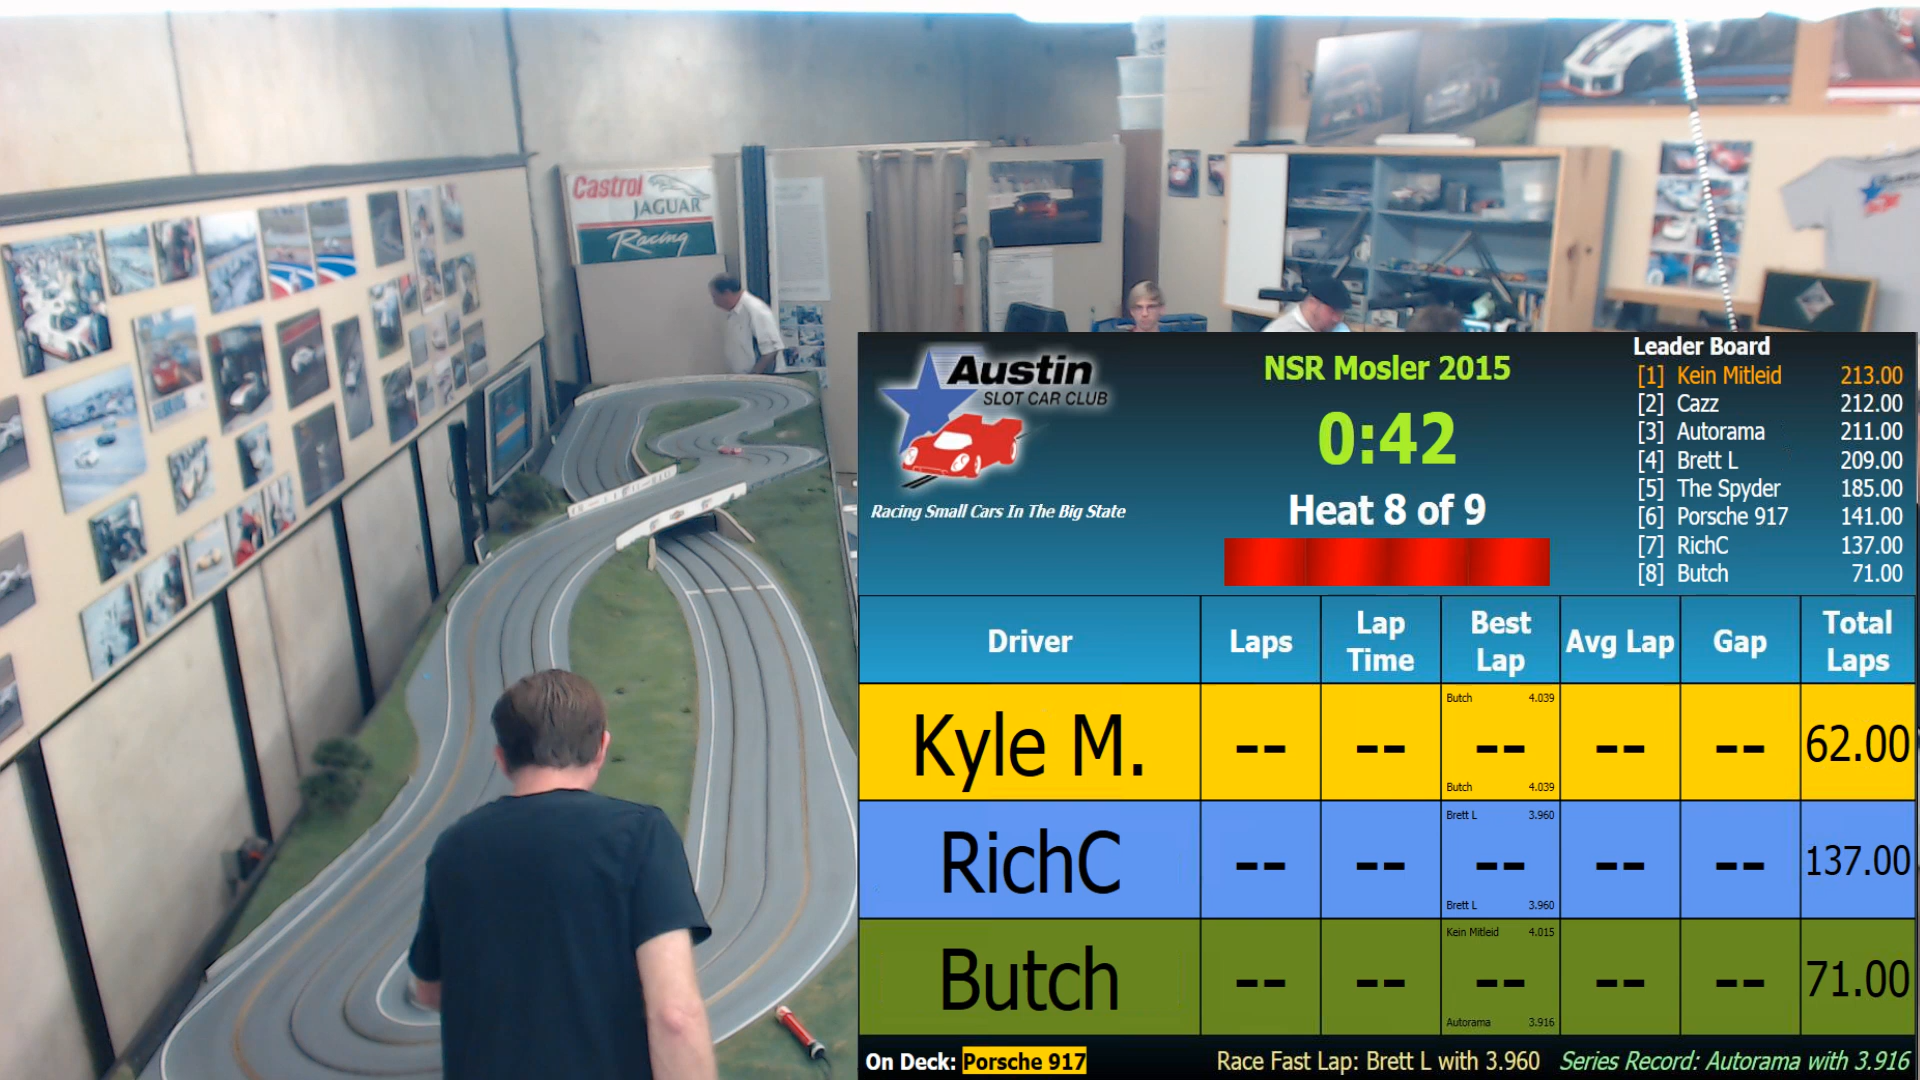 Castrol
JAGUAR
Racing
Austin
SLOT CAR CLUB
Racing Small Cars In The Big State
NSR Mosler 2015
0:42
Heat 8 of 9
Leader Board
[1] Kein Mitleid 213.00
[2] Cazz 212.00
[3] Autorama 211.00
[4] Brett L 209.00
[5] The Spyder 185.00
[6] Porsche 917 141.00
[7] RichC 137.00
[8] Butch 71.00
Driver Laps Lap Time Best Lap Avg Lap Gap Total Laps
Butch 4.039
Kyle M. -- -- -- -- -- 62.00
Butch 4.039
Brett L 3.960
RichC -- -- -- -- -- 137.00
Brett L 3.960
Kein Mitleid 4.015
Butch -- -- -- -- -- 71.00
Autorama 3.916
On Deck: Porsche 917 Race Fast Lap: Brett L with 3.960 Series Record: Autorama with 3.916